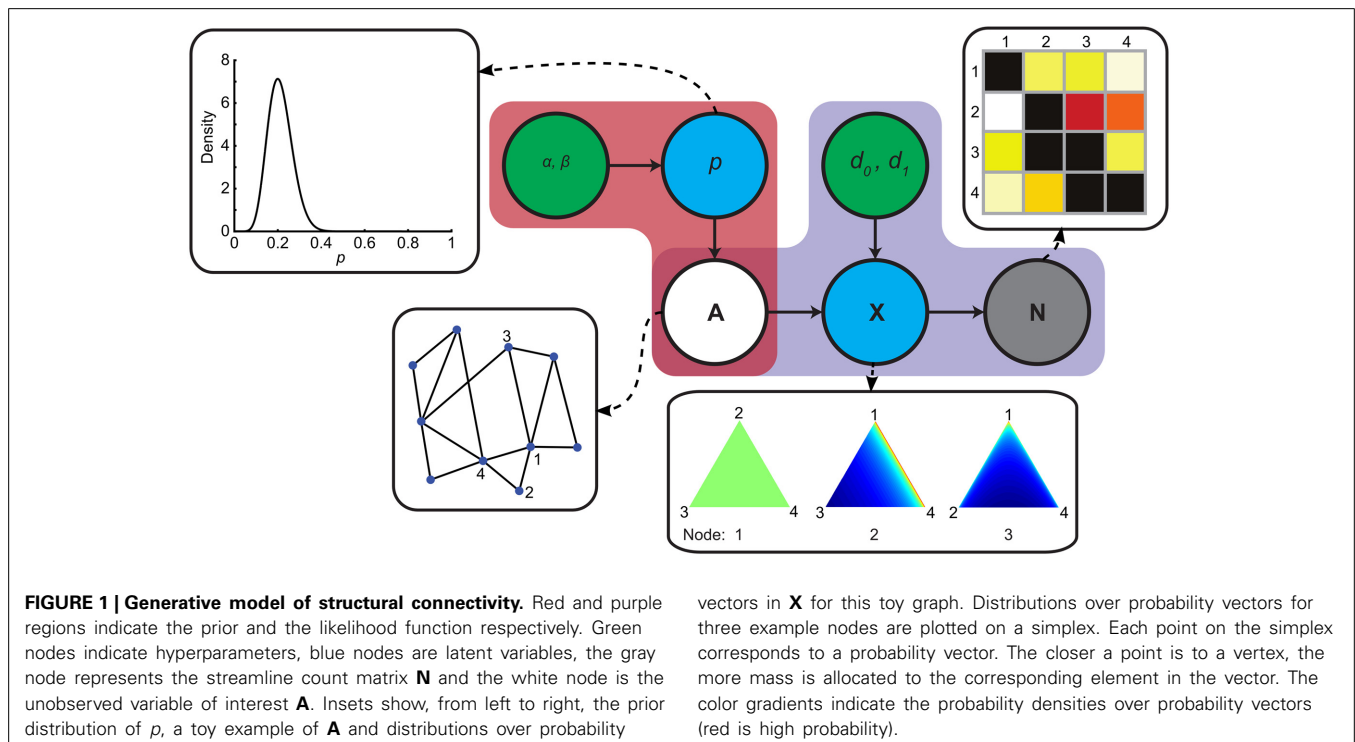 8
6
4
2
0
Density
0
0.2
0.4
0.6
0.8
1
p
α, β
p
d₀, d₁
A
X
N
1 2 3 4
1
2
3
4
3
1
4
2
2
3 4
1
3 4
1
2 4
Node: 1 2 3
FIGURE 1 | Generative model of structural connectivity. Red and purple
regions indicate the prior and the likelihood function respectively. Green
nodes indicate hyperparameters, blue nodes are latent variables, the gray
node represents the streamline count matrix N and the white node is the
unobserved variable of interest A. Insets show, from left to right, the prior
distribution of p, a toy example of A and distributions over probability
vectors in X for this toy graph. Distributions over probability vectors for
three example nodes are plotted on a simplex. Each point on the simplex
corresponds to a probability vector. The closer a point is to a vertex, the
more mass is allocated to the corresponding element in the vector. The
color gradients indicate the probability densities over probability vectors
(red is high probability).